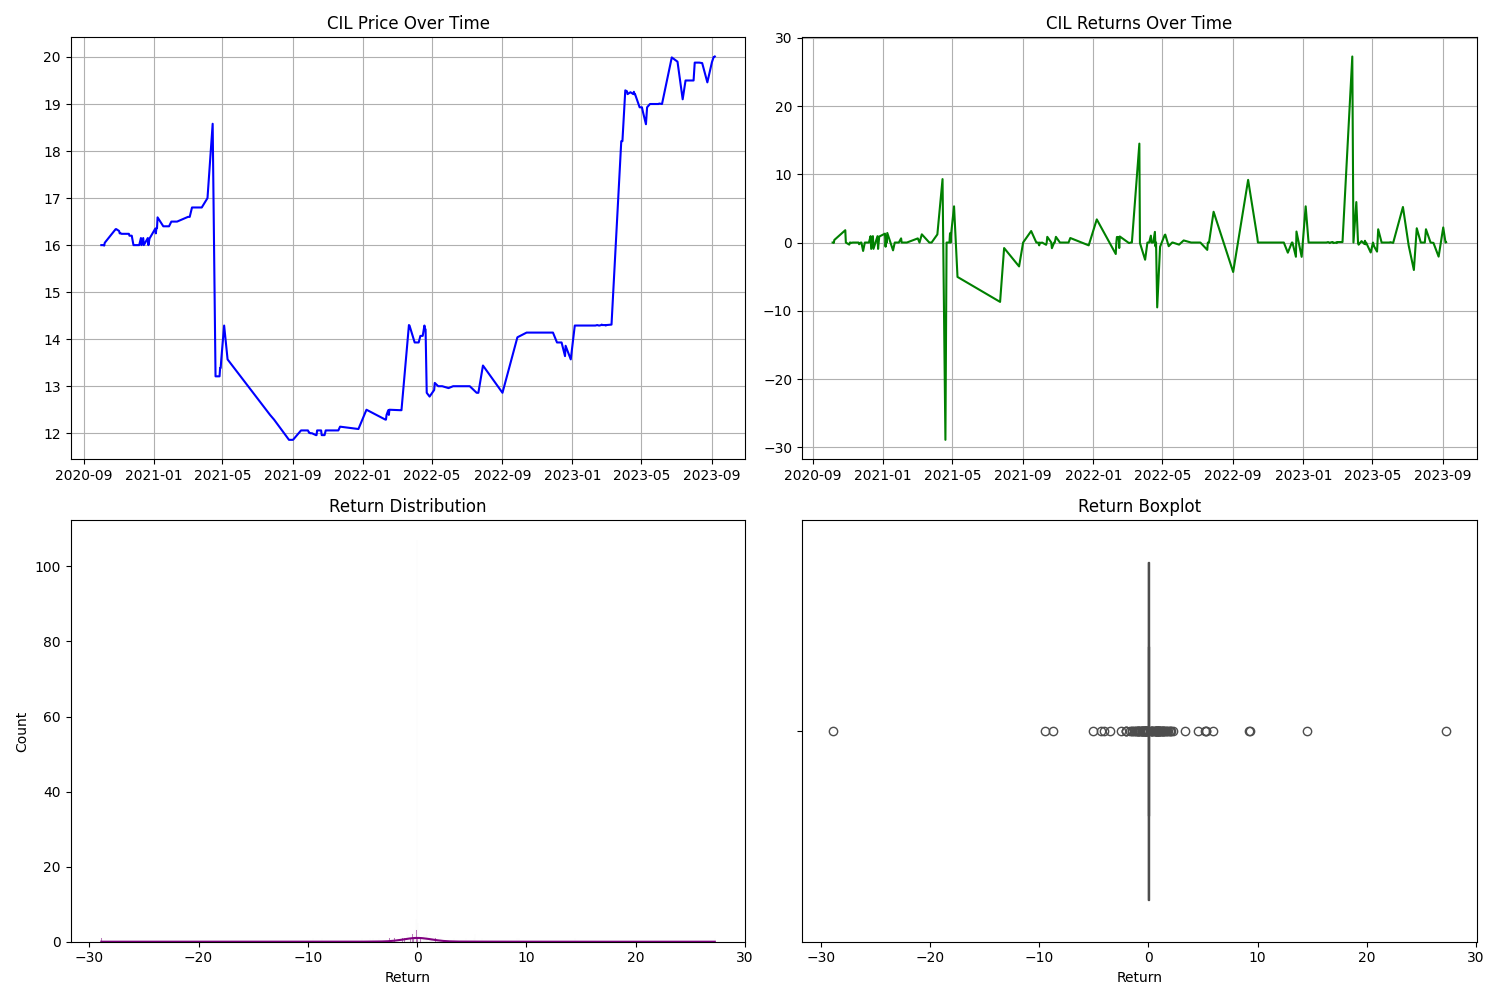 CIL Price Over Time
20
19
18
17
16
15
14
13
12
2020-09 2021-01 2021-05 2021-09 2022-01 2022-05 2022-09 2023-01 2023-05 2023-09
CIL Returns Over Time
30
20
10
0
−10
−20
−30
2020-09 2021-01 2021-05 2021-09 2022-01 2022-05 2022-09 2023-01 2023-05 2023-09
Return Distribution
Count
100
80
60
40
20
0
−30 −20 −10 0 10 20 30
Return
Return Boxplot
−30 −20 −10 0 10 20 30
Return